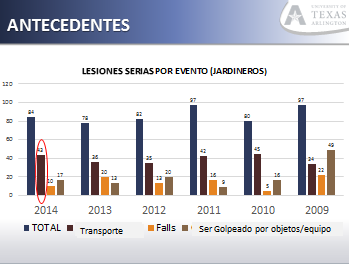 ANTECEDENTES
UNIVERSITY OF
TEXAS
ARLINGTON
LESIONES SERIAS POR EVENTO (JARDINEROS)
120
100
80
60
40
20
0
84 43 10 17
78 36 20 13
82 35 13 20
97 42 16 9
80 45 5 16
97 34 22 49
2014 2013 2012 2011 2010 2009
TOTAL Transporte Falls Ser Golpeado por objetos/equipo